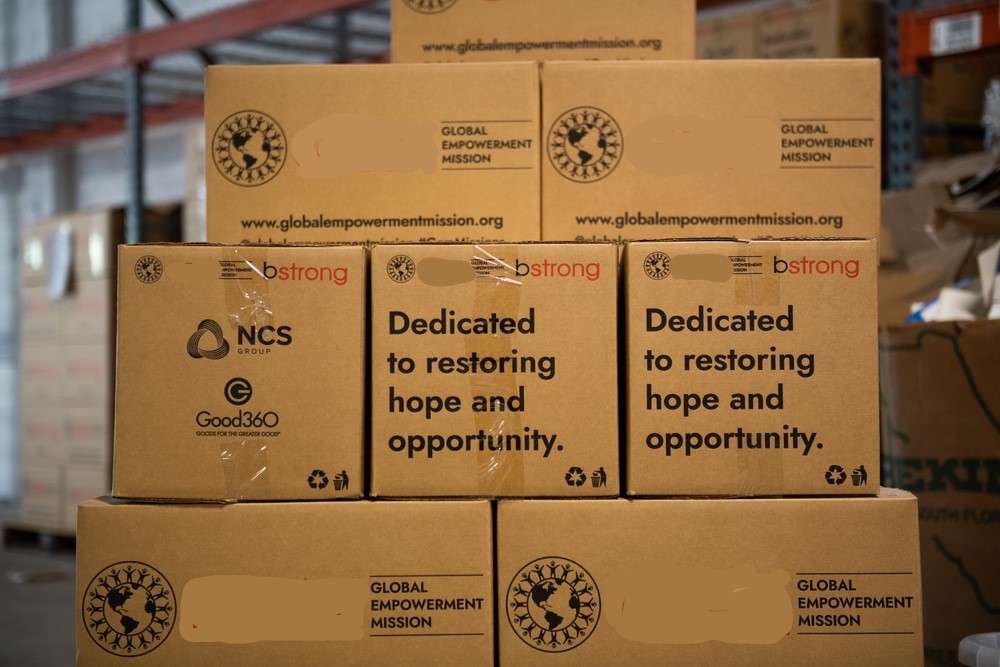 www.globalempowermentmission.org
GLOBAL
EMPOWERMENT
MISSION
www.globalempowermentmission.org
GLOBAL
EMPOWERMENT
MISSION
www.globalempowermentmission.org
bstrong
NCS
GROUP
Good360
GOODS FOR THE GREATER GOOD
bstrong
Dedicated
to restoring
hope and
opportunity.
bstrong
Dedicated
to restoring
hope and
opportunity.
GLOBAL
EMPOWERMENT
MISSION
GLOBAL
EMPOWERMENT
MISSION